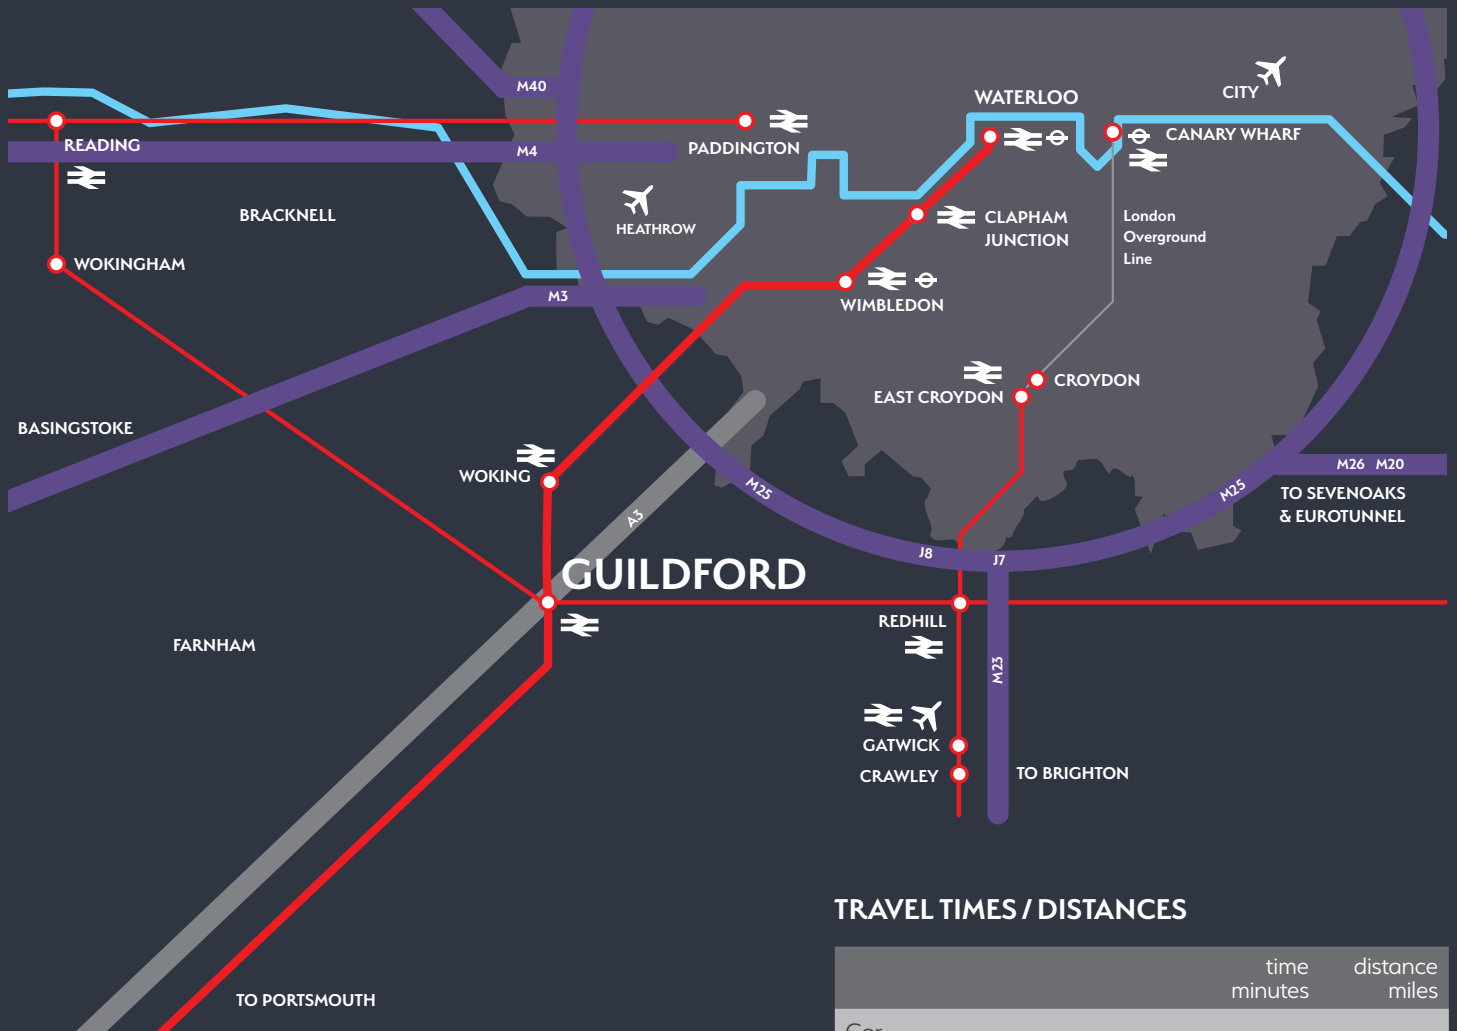 M40
CITY
WATERLOO
READING
M4
PADDINGTON
CANARY WHARF
BRACKNELL
HEATHROW
CLAPHAM
JUNCTION
London
Overground
Line
WOKINGHAM
M3
WIMBLEDON
EAST CROYDON
CROYDON
BASINGSTOKE
WOKING
M25
A3
M25
M26 M20
TO SEVENOAKS
& EUROTUNNEL
J8
J7
GUILDFORD
REDHILL
FARNHAM
M23
GATWICK
CRAWLEY
TO BRIGHTON
TO PORTSMOUTH
TRAVEL TIMES / DISTANCES
time distance
minutes miles
Car